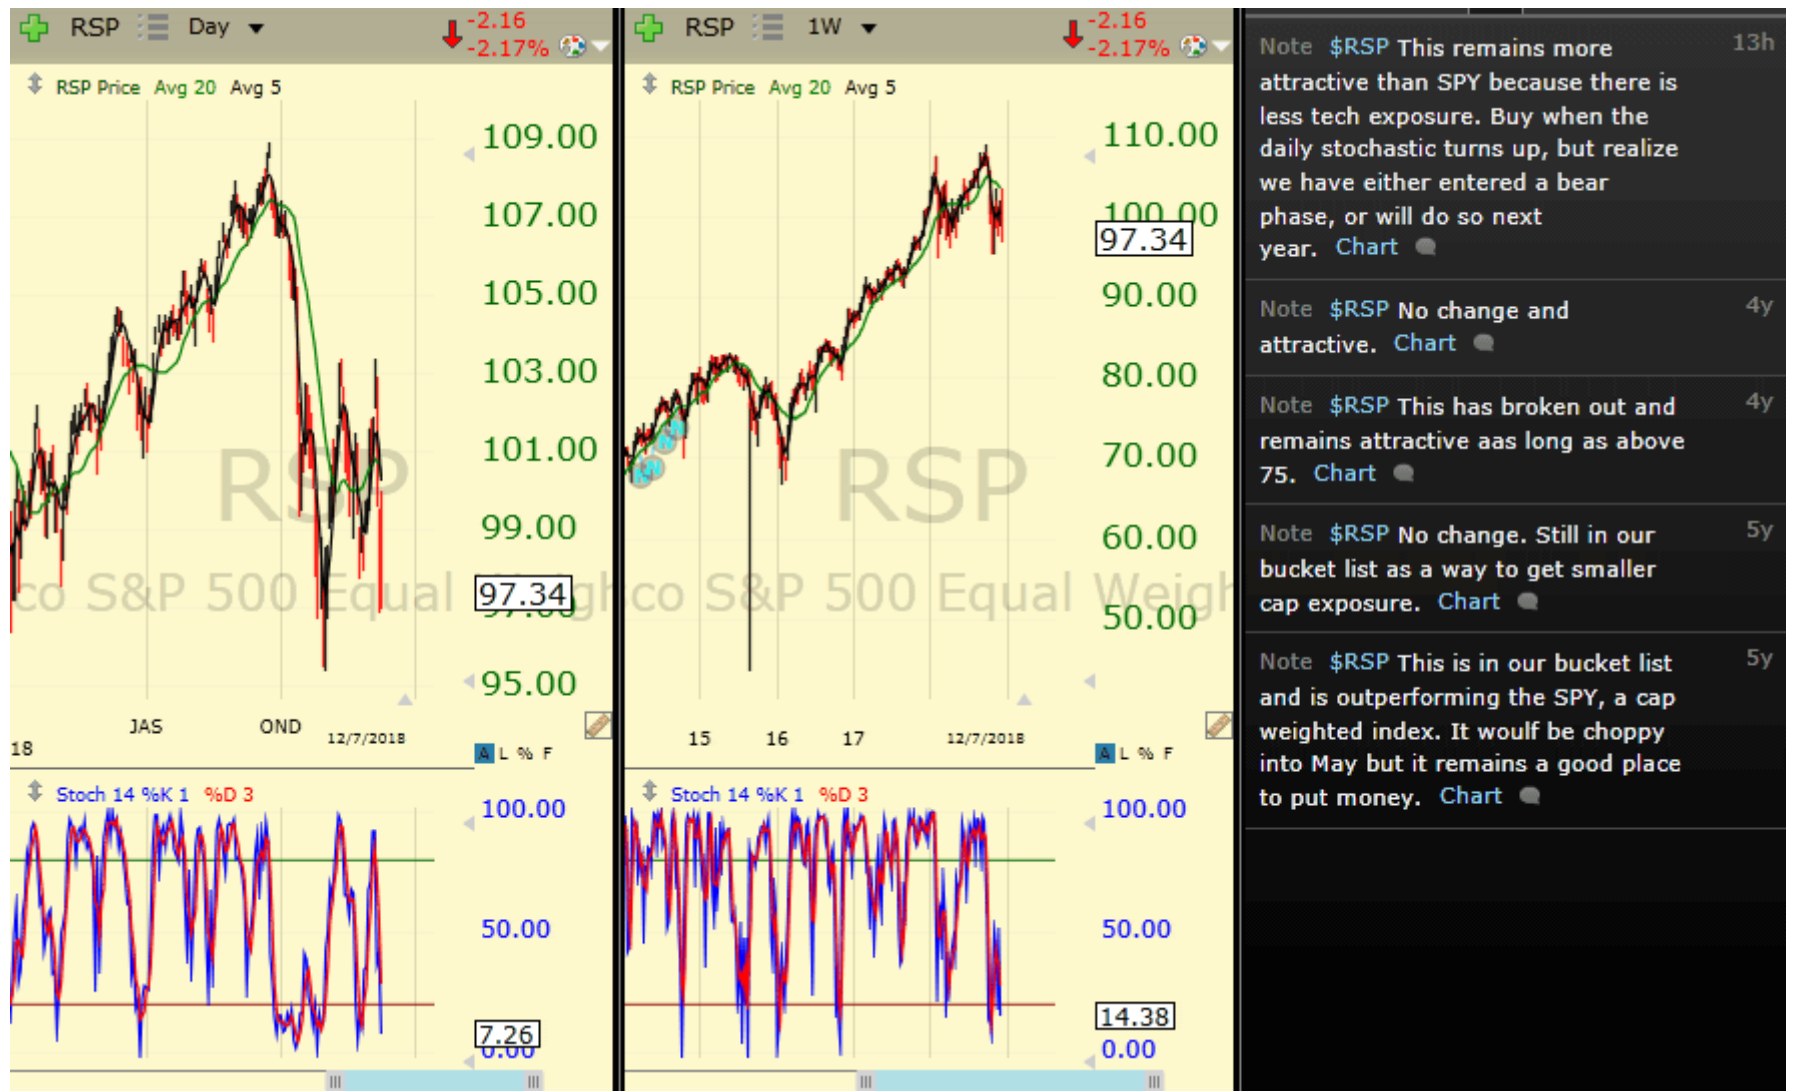 RSP Day -2.16
-2.17%
RSP Price Avg 20 Avg 5
109.00
107.00
105.00
103.00
101.00
99.00
97.34
97.00
95.00
RSP
co S&P 500 Equal Weigh
JAS OND
18 12/7/2018
A L % F
Stoch 14 %K 1 %D 3
100.00
50.00
7.26
0.00
RSP 1W -2.16
-2.17%
RSP Price Avg 20 Avg 5
110.00
100.00
97.34
90.00
80.00
70.00
60.00
50.00
RSP
sco S&P 500 Equal Weigh
N N
N N
15 16 17 12/7/2018
A L % F
Stoch 14 %K 1 %D 3
100.00
50.00
14.38
0.00
Note $RSP This remains more 13h
attractive than SPY because there is
less tech exposure. Buy when the
daily stochastic turns up, but realize
we have either entered a bear
phase, or will do so next
year. Chart
Note $RSP No change and 4y
attractive. Chart
Note $RSP This has broken out and 4y
remains attractive aas long as above
75. Chart
Note $RSP No change. Still in our 5y
bucket list as a way to get smaller
cap exposure. Chart
Note $RSP This is in our bucket list 5y
and is outperforming the SPY, a cap
weighted index. It woulf be choppy
into May but it remains a good place
to put money. Chart